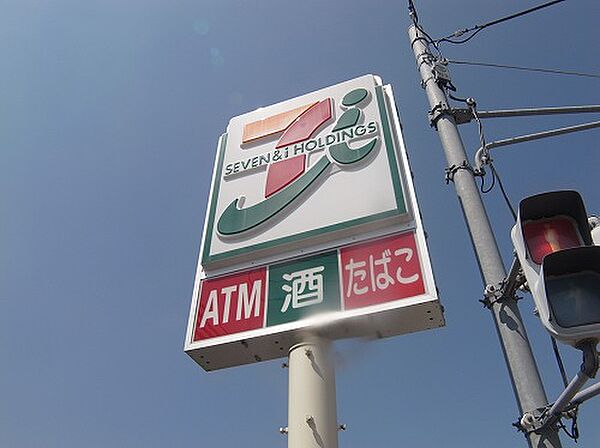 SEVEN & i HOLDINGS
ATM 酒 たばこ